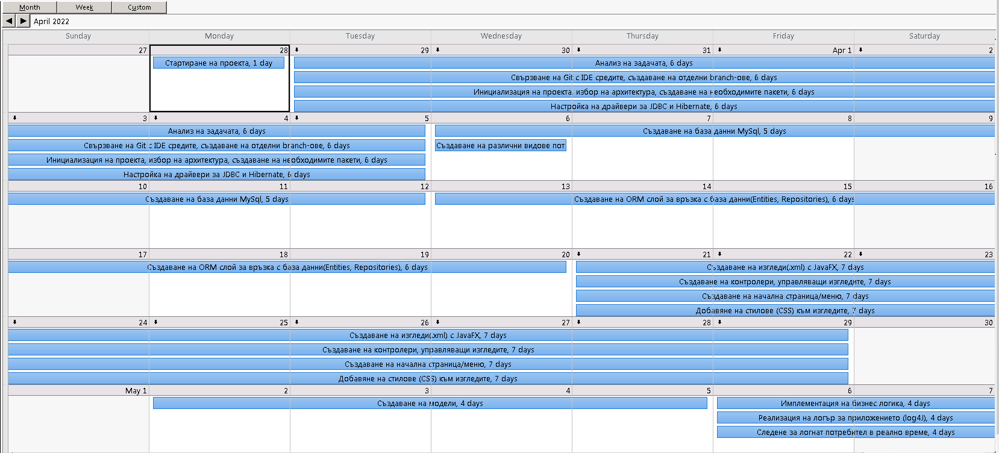 Month Week Custom
April 2022
Sunday Monday Tuesday Wednesday Thursday Friday Saturday
27 28 29 30 31 Apr 1 2
Стартиране на проекта, 1 day Анализ на задачата, 6 days
Свързване на Git с IDE средите, създаване на отделни branch-ове, 6 days
Инициализация на проекта, избор на архитектура, създаване на необходимите пакети, 6 days
Настройка на драйвери за JDBC и Hibernate, 6 days
3 4 5 6 7 8 9
Анализ на задачата, 6 days Създаване на база данни MySql, 5 days
Свързване на Git с IDE средите, създаване на отделни branch-ове, 6 days Създаване на различни видове пот
Инициализация на проекта, избор на архитектура, създаване на необходимите пакети, 6 days
Настройка на драйвери за JDBC и Hibernate, 6 days
10 11 12 13 14 15 16
Създаване на база данни MySql, 5 days Създаване на ORM слой за връзка с база данни(Entities, Repositories), 6 days
17 18 19 20 21 22 23
Създаване на ORM слой за връзка с база данни(Entities, Repositories), 6 days Създаване на изгледи(.xml) с JavaFX, 7 days
Създаване на контролери, управляващи изгледите, 7 days
Създаване на начална страница/меню, 7 days
Добавяне на стилове (CSS) към изгледите, 7 days
24 25 26 27 28 29 30
Създаване на изгледи(.xml) с JavaFX, 7 days
Създаване на контролери, управляващи изгледите, 7 days
Създаване на начална страница/меню, 7 days
Добавяне на стилове (CSS) към изгледите, 7 days
May 1 2 3 4 5 6 7
Създаване на модели, 4 days Имплементация на бизнес логика, 4 days
Реализация на логър за приложението (log4J), 4 days
Следене за логнат потребител в реално време, 4 days